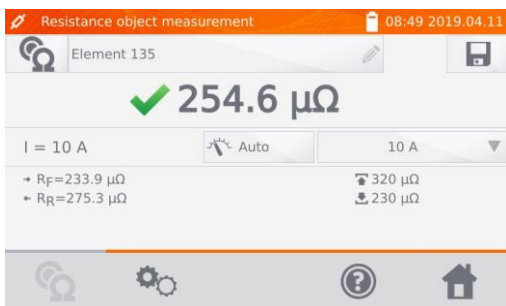 Resistance object measurement 08:49 2019.04.11
Element 135
254.6 μΩ
I = 10 A Auto 10 A
RF=233.9 μΩ 320 μΩ
RR=275.3 μΩ 230 μΩ